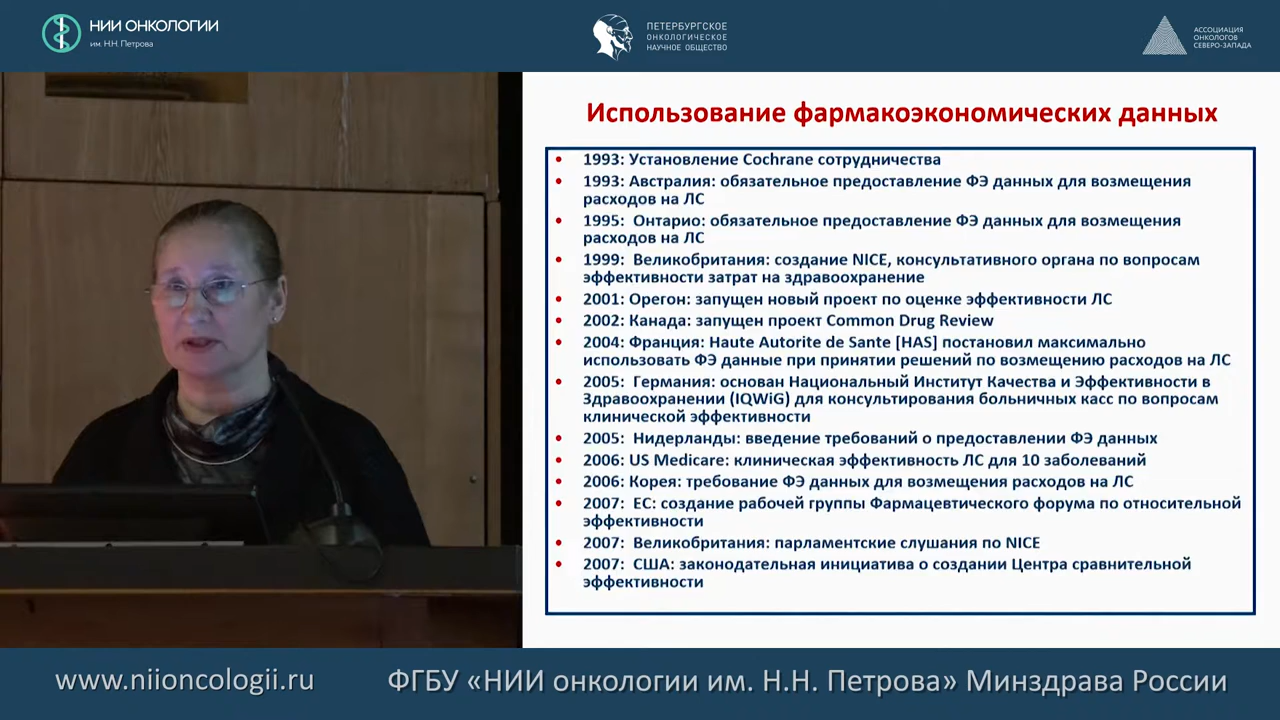 НИИ ОНКОЛОГИИ
им. Н.Н. Петрова
ПЕТЕРБУРГСКОЕ
ОНКОЛОГИЧЕСКОЕ
НАУЧНОЕ ОБЩЕСТВО
АССОЦИАЦИЯ
ОНКОЛОГОВ
СЕВЕРО-ЗАПАДА
Использование фармакоэкономических данных
• 1993: Установление Cochrane сотрудничества
• 1993: Австралия: обязательное предоставление ФЭ данных для возмещения
расходов на ЛС
• 1995: Онтарио: обязательное предоставление ФЭ данных для возмещения
расходов на ЛС
• 1999: Великобритания: создание NICE, консультативного органа по вопросам
эффективности затрат на здравоохранение
• 2001: Орегон: запущен новый проект по оценке эффективности ЛС
• 2002: Канада: запущен проект Common Drug Review
• 2004: Франция: Haute Autorite de Sante [HAS] постановил максимально
использовать ФЭ данные при принятии решений по возмещению расходов на ЛС
• 2005: Германия: основан Национальный Институт Качества и Эффективности в
Здравоохранении (IQWiG) для консультирования больничных касс по вопросам
клинической эффективности
• 2005: Нидерланды: введение требований о предоставлении ФЭ данных
• 2006: US Medicare: клиническая эффективность ЛС для 10 заболеваний
• 2006: Корея: требование ФЭ данных для возмещения расходов на ЛС
• 2007: ЕС: создание рабочей группы Фармацевтического форума по относительной
эффективности
• 2007: Великобритания: парламентские слушания по NICE
• 2007: США: законодательная инициатива о создании Центра сравнительной
эффективности
www.niioncologii.ru
ФГБУ «НИИ онкологии им. Н.Н. Петрова» Минздрава России